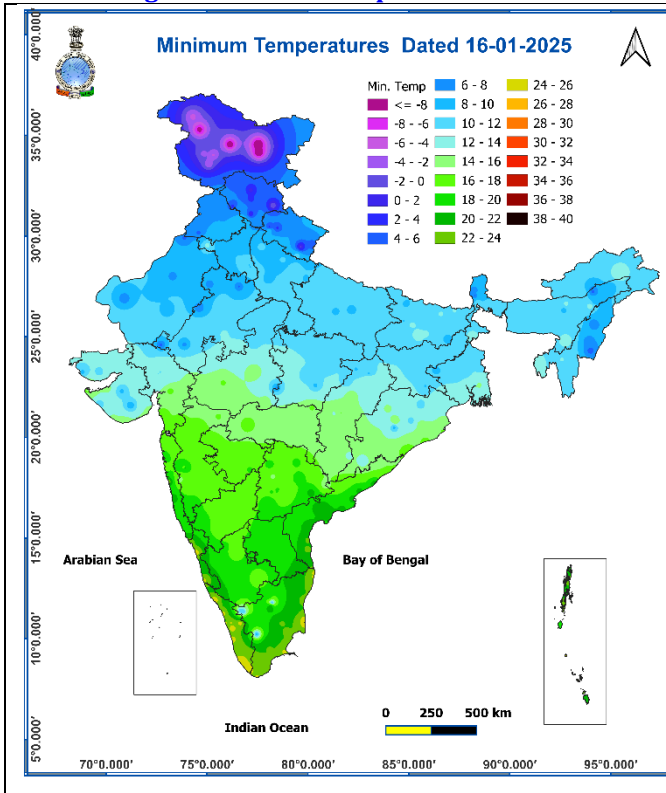 Minimum Temperatures Dated 16-01-2025
Min. Temp
<= -8
-8 - -6
-6 - -4
-4 - -2
-2 - 0
0 - 2
2 - 4
4 - 6
6 - 8
8 - 10
10 - 12
12 - 14
14 - 16
16 - 18
18 - 20
20 - 22
22 - 24
24 - 26
26 - 28
28 - 30
30 - 32
32 - 34
34 - 36
36 - 38
38 - 40
40°0.000'
35°0.000'
30°0.000'
25°0.000'
20°0.000'
15°0.000'
10°0.000'
5°0.000'
Arabian Sea
Bay of Bengal
Indian Ocean
0 250 500 km
70°0.000' 75°0.000' 80°0.000' 85°0.000' 90°0.000' 95°0.000'